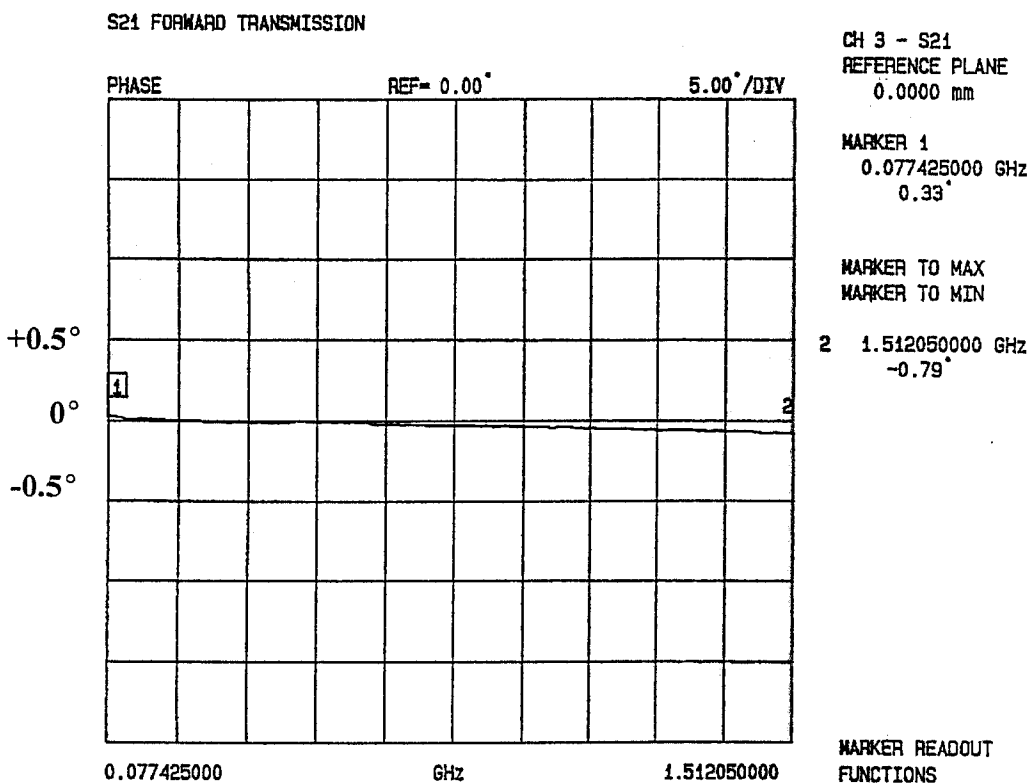 S21 FORWARD TRANSMISSION
CH 3 - S21
REFERENCE PLANE
0.0000 mm
PHASE REF= 0.00° 5.00°/DIV
MARKER 1
0.077425000 GHz
0.33°
MARKER TO MAX
MARKER TO MIN
2 1.512050000 GHz
-0.79°
+0.5°
1
2
0°
-0.5°
0.077425000 GHz 1.512050000
MARKER READOUT
FUNCTIONS